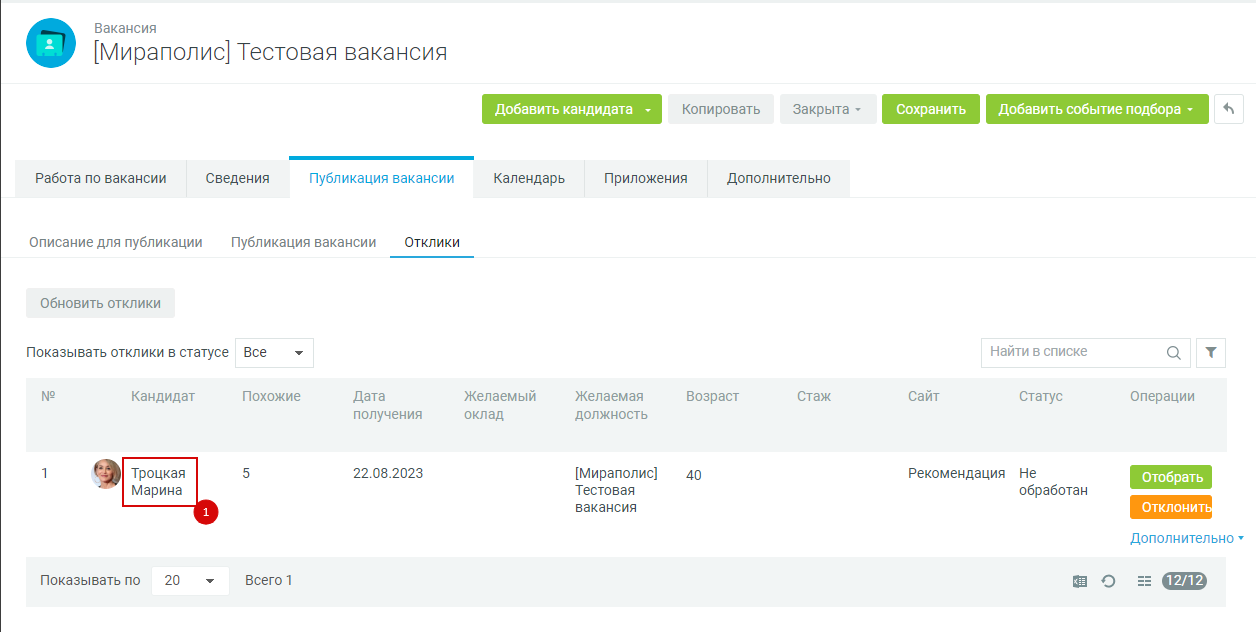 Вакансия
[Мираполис] Тестовая вакансия
Добавить кандидата
Копировать
Закрыта
Сохранить
Добавить событие подбора
Работа по вакансии
Сведения
Публикация вакансии
Календарь
Приложения
Дополнительно
Описание для публикации
Публикация вакансии
Отклики
Обновить отклики
Показывать отклики в статусе
Все
Найти в списке
№
Кандидат
Похожие
Дата
получения
Желаемый
оклад
Желаемая
должность
Возраст
Стаж
Сайт
Статус
Операции
1
Троцкая
Марина
1
5
22.08.2023
[Мираполис]
Тестовая
вакансия
40
Рекомендация
Не
обработан
Отобрать
Отклонить
Дополнительно
Показывать по
20
Всего 1
12/12